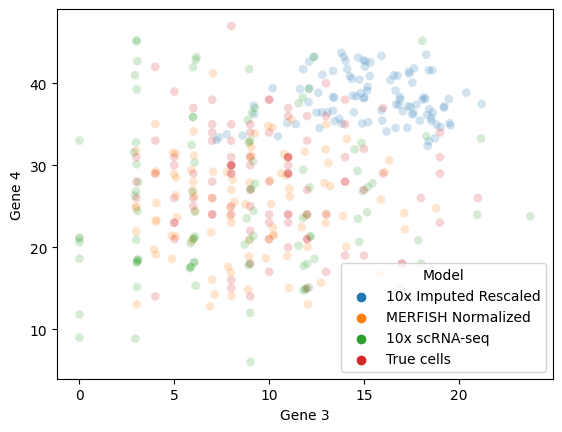 40
30
20
10
Gene 4
0
5
10
15
20
Gene 3
Model
10x Imputed Rescaled
MERFISH Normalized
10x scRNA-seq
True cells